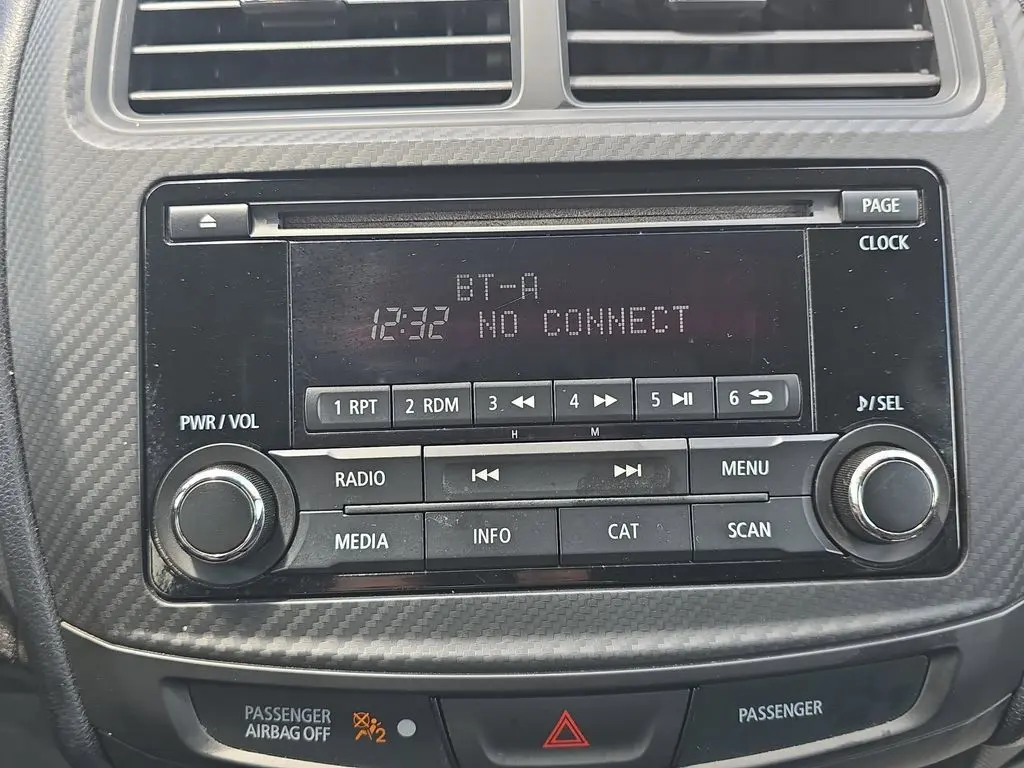 PAGE
CLOCK
BT-A
12:32 NO CONNECT
1 RPT 2 RDM 3 4 5 6
H M
PWR / VOL
♪/SEL
RADIO
MENU
MEDIA INFO CAT SCAN
PASSENGER
AIRBAG OFF
2
PASSENGER